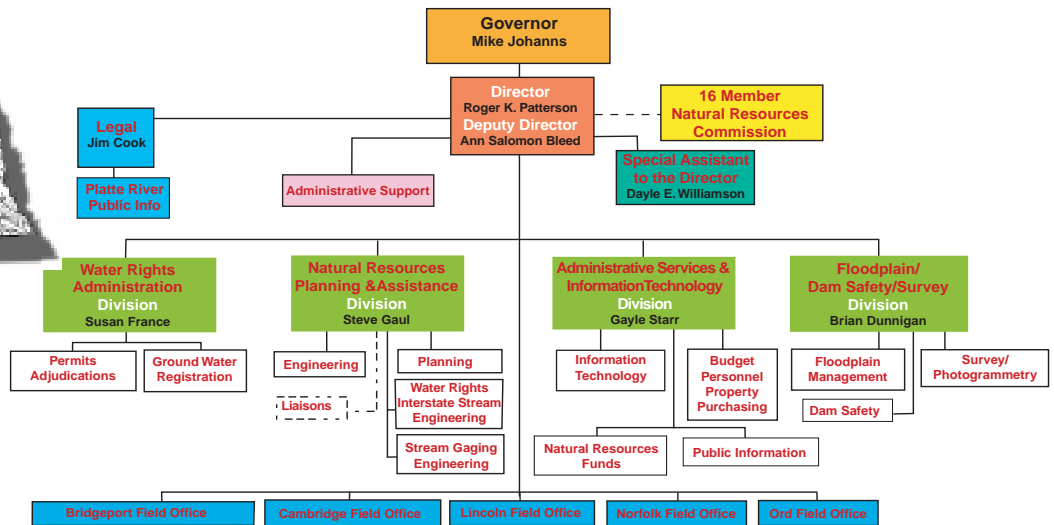 Governor
Mike Johanns
Director
Roger K. Patterson
Deputy Director
Ann Salomon Bleed
16 Member
Natural Resources
Commission
Legal
Jim Cook
Platte River
Public Info
Administrative Support
Special Assistant
to the Director
Dayle E. Williamson
Water Rights
Administration
Division
Susan France
Natural Resources
Planning &Assistance
Division
Steve Gaul
Administrative Services &
InformationTechnology
Division
Gayle Starr
Floodplain/
Dam Safety/Survey
Division
Brian Dunnigan
Permits
Adjudications
Ground Water
Registration
Engineering
Liaisons
Planning
Water Rights
Interstate Stream
Engineering
Stream Gaging
Engineering
Information
Technology
Budget
Personnel
Property
Purchasing
Natural Resources
Funds
Public Information
Floodplain
Management
Dam Safety
Survey/
Photogrammetry
Bridgeport Field Office
Cambridge Field Office
Lincoln Field Office
Norfolk Field Office
Ord Field Office